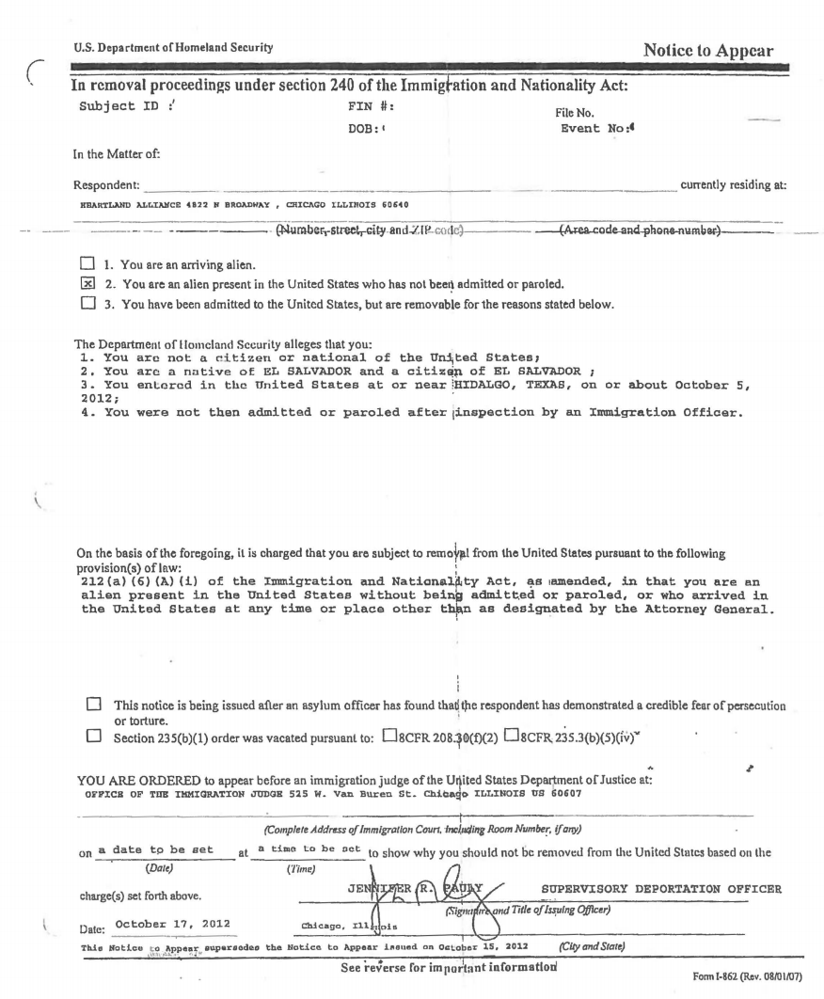 U.S. Department of Homeland Security
Notice to Appear
In removal proceedings under section 240 of the Immigration and Nationality Act:
Subject ID : FIN #: File No.
DOB: Event No:
In the Matter of:
Respondent: currently residing at:
HEARTLAND ALLIANCE 4822 N BROADWAY , CHICAGO ILLINOIS 60640
(Number, street, city and ZIP code) (Area code and phone number)
1. You are an arriving alien.
x 2. You are an alien present in the United States who has not been admitted or paroled.
3. You have been admitted to the United States, but are removable for the reasons stated below.
The Department of Homeland Security alleges that you:
1. You are not a citizen or national of the United States;
2. You are a native of EL SALVADOR and a citizen of EL SALVADOR ;
3. You entered in the United States at or near HIDALGO, TEXAS, on or about October 5,
2012;
4. You were not then admitted or paroled after inspection by an Immigration Officer.
On the basis of the foregoing, it is charged that you are subject to removal from the United States pursuant to the following
provision(s) of law:
212(a)(6)(A)(i) of the Immigration and Nationality Act, as amended, in that you are an
alien present in the United States without being admitted or paroled, or who arrived in
the United States at any time or place other than as designated by the Attorney General.
This notice is being issued after an asylum officer has found that the respondent has demonstrated a credible fear of persecution
or torture.
Section 235(b)(1) order was vacated pursuant to: 8CFR 208.30(f)(2) 8CFR 235.3(b)(5)(iv)
YOU ARE ORDERED to appear before an immigration judge of the United States Department of Justice at:
OFFICE OF THE IMMIGRATION JUDGE 525 W. Van Buren St. Chicago ILLINOIS US 60607
(Complete Address of Immigration Court, including Room Number, if any)
on a date to be set at a time to be set to show why you should not be removed from the United States based on the
(Date) (Time)
charge(s) set forth above. JENNIFER R. PAULY SUPERVISORY DEPORTATION OFFICER
(Signature and Title of Issuing Officer)
Date: October 17, 2012 Chicago, Illinois
This Notice to Appear supersedes the Notice to Appear issued on October 15, 2012 (City and State)
See reverse for important information
Form I-862 (Rev. 08/01/07)